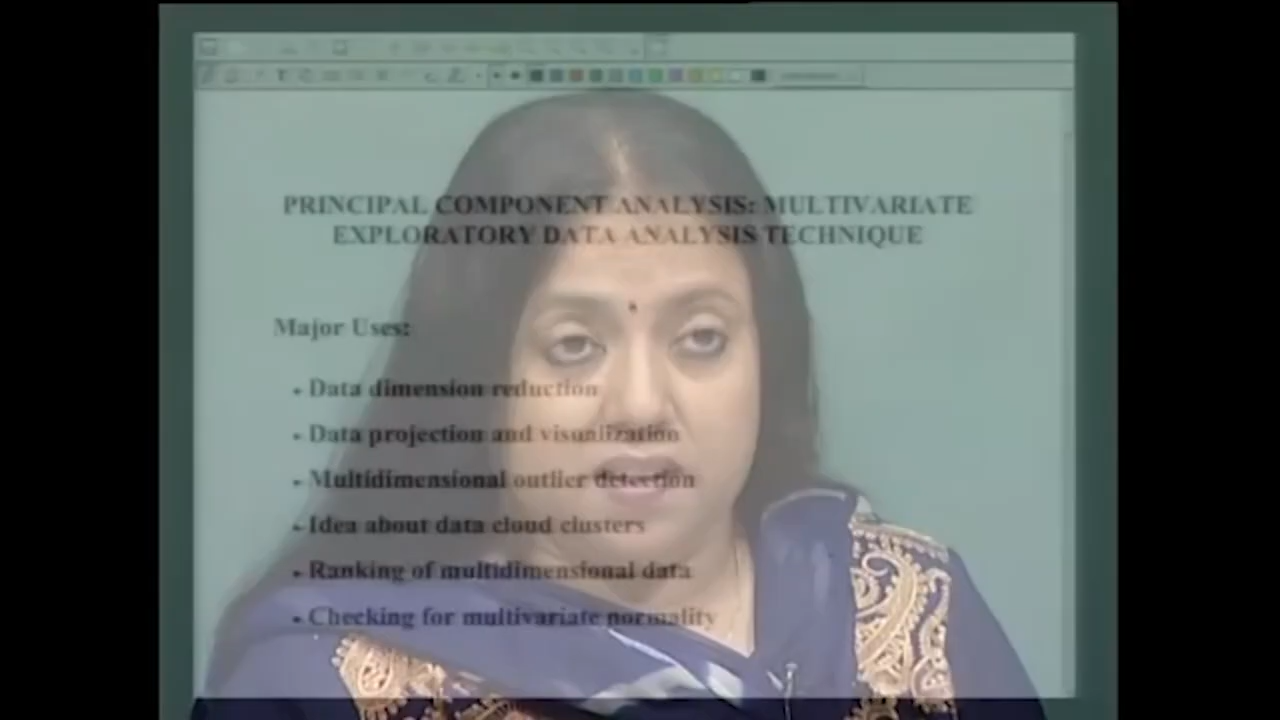 PRINCIPAL COMPONENT ANALYSIS: MULTIVARIATE
EXPLORATORY DATA ANALYSIS TECHNIQUE
Major Uses:
• Data dimension reduction
• Data projection and visualization
• Multidimensional outlier detection
• Idea about data cloud clusters
• Ranking of multidimensional data
• Checking for multivariate normality